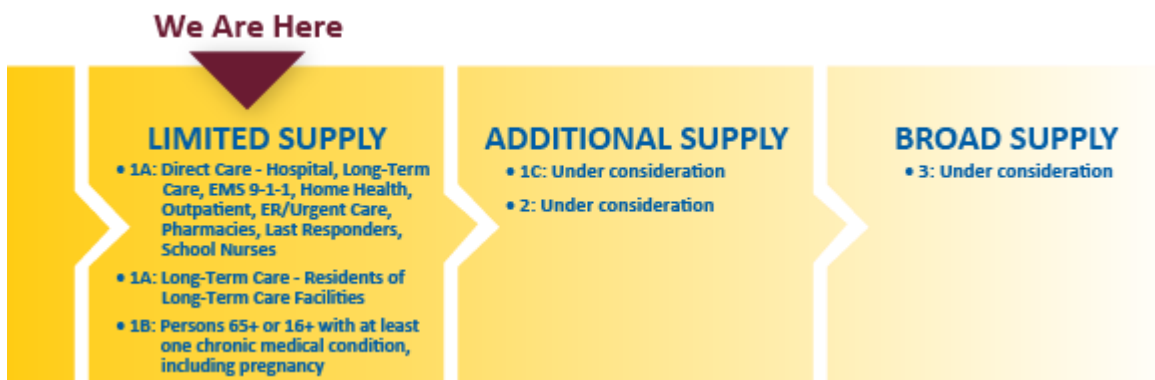 We Are Here
LIMITED SUPPLY
• 1A: Direct Care - Hospital, Long-Term
Care, EMS 9-1-1, Home Health,
Outpatient, ER/Urgent Care,
Pharmacies, Last Responders,
School Nurses
• 1A: Long-Term Care - Residents of
Long-Term Care Facilities
• 1B: Persons 65+ or 16+ with at least
one chronic medical condition,
including pregnancy
ADDITIONAL SUPPLY
• 1C: Under consideration
• 2: Under consideration
BROAD SUPPLY
• 3: Under consideration